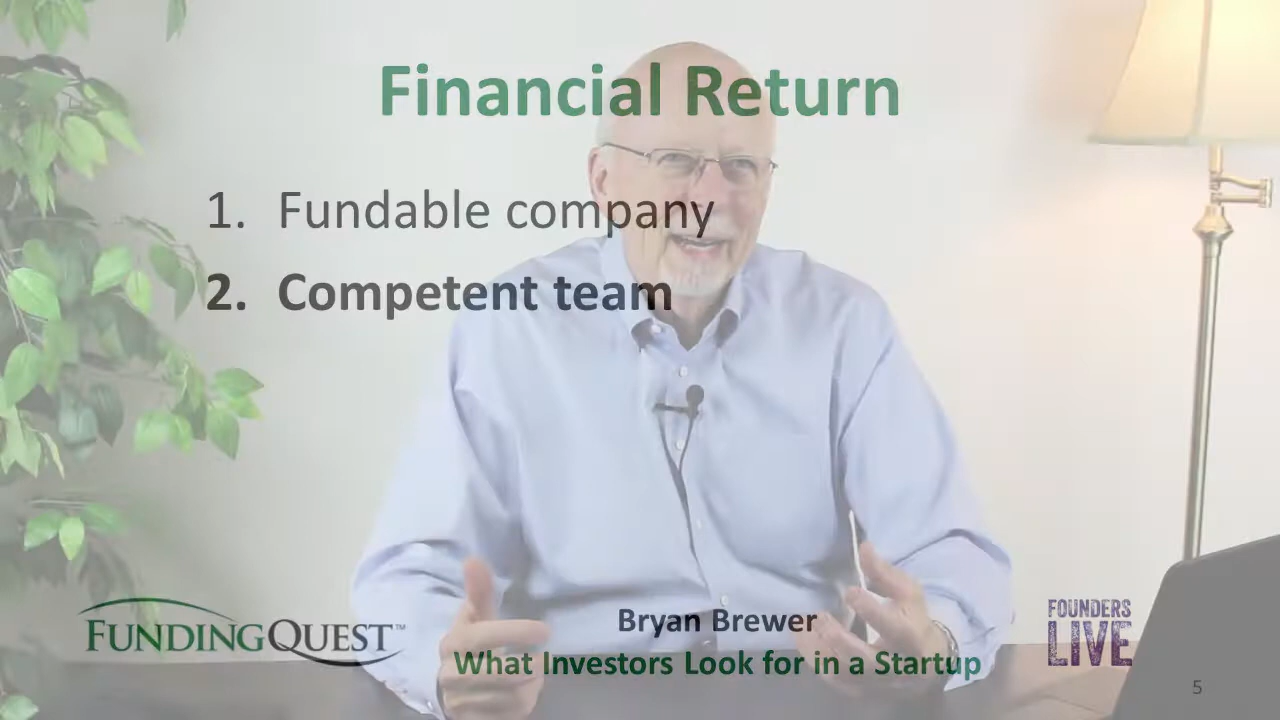 Financial Return
1. Fundable company
2. Competent team
Bryan Brewer
FUNDINGQUEST™
What Investors Look for in a Startup
FOUNDERS
LIVE
5